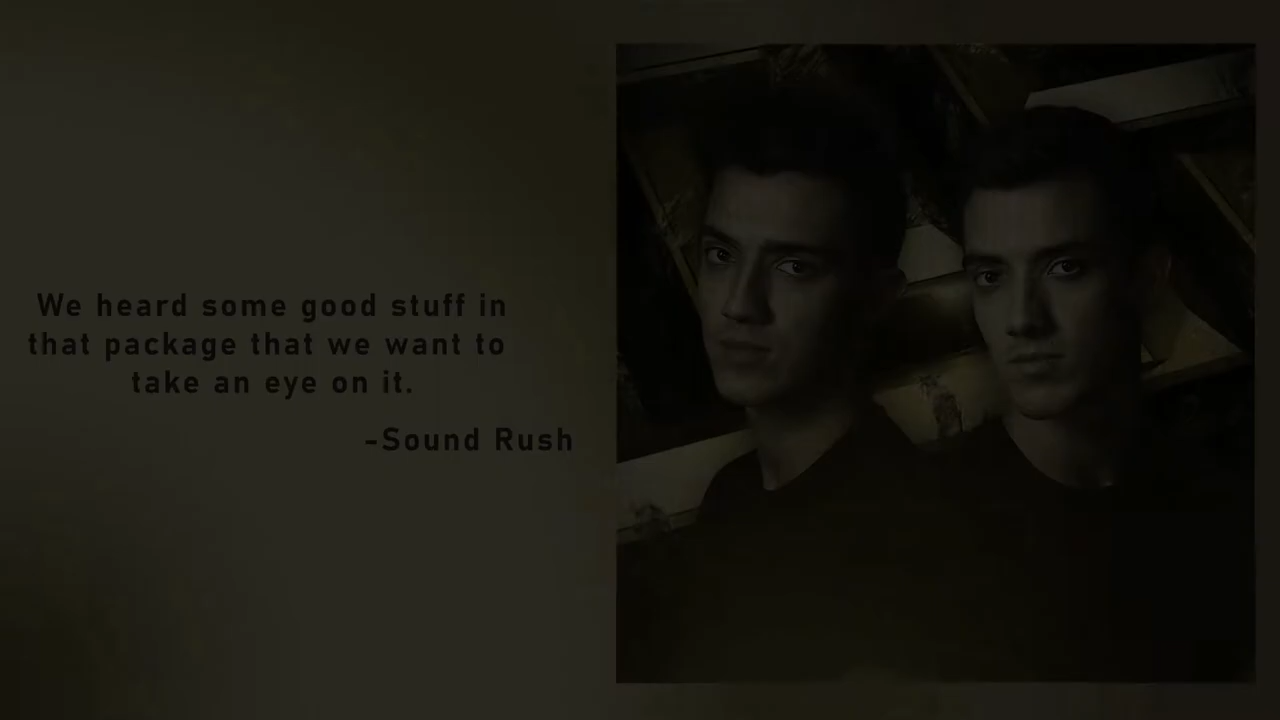 We heard some good stuff in
that package that we want to
take an eye on it.
-Sound Rush